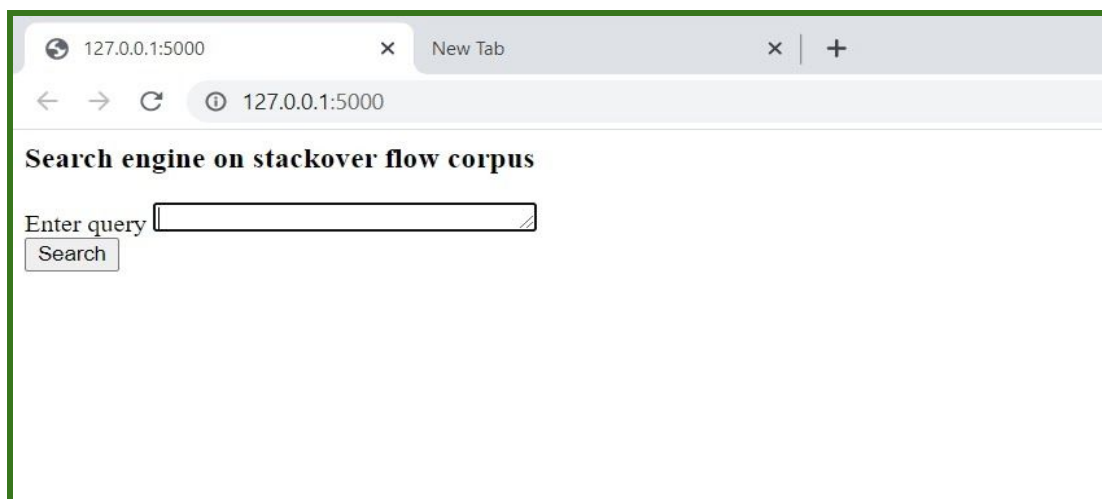 127.0.0.1:5000 New Tab
127.0.0.1:5000
Search engine on stackover flow corpus
Enter query
Search